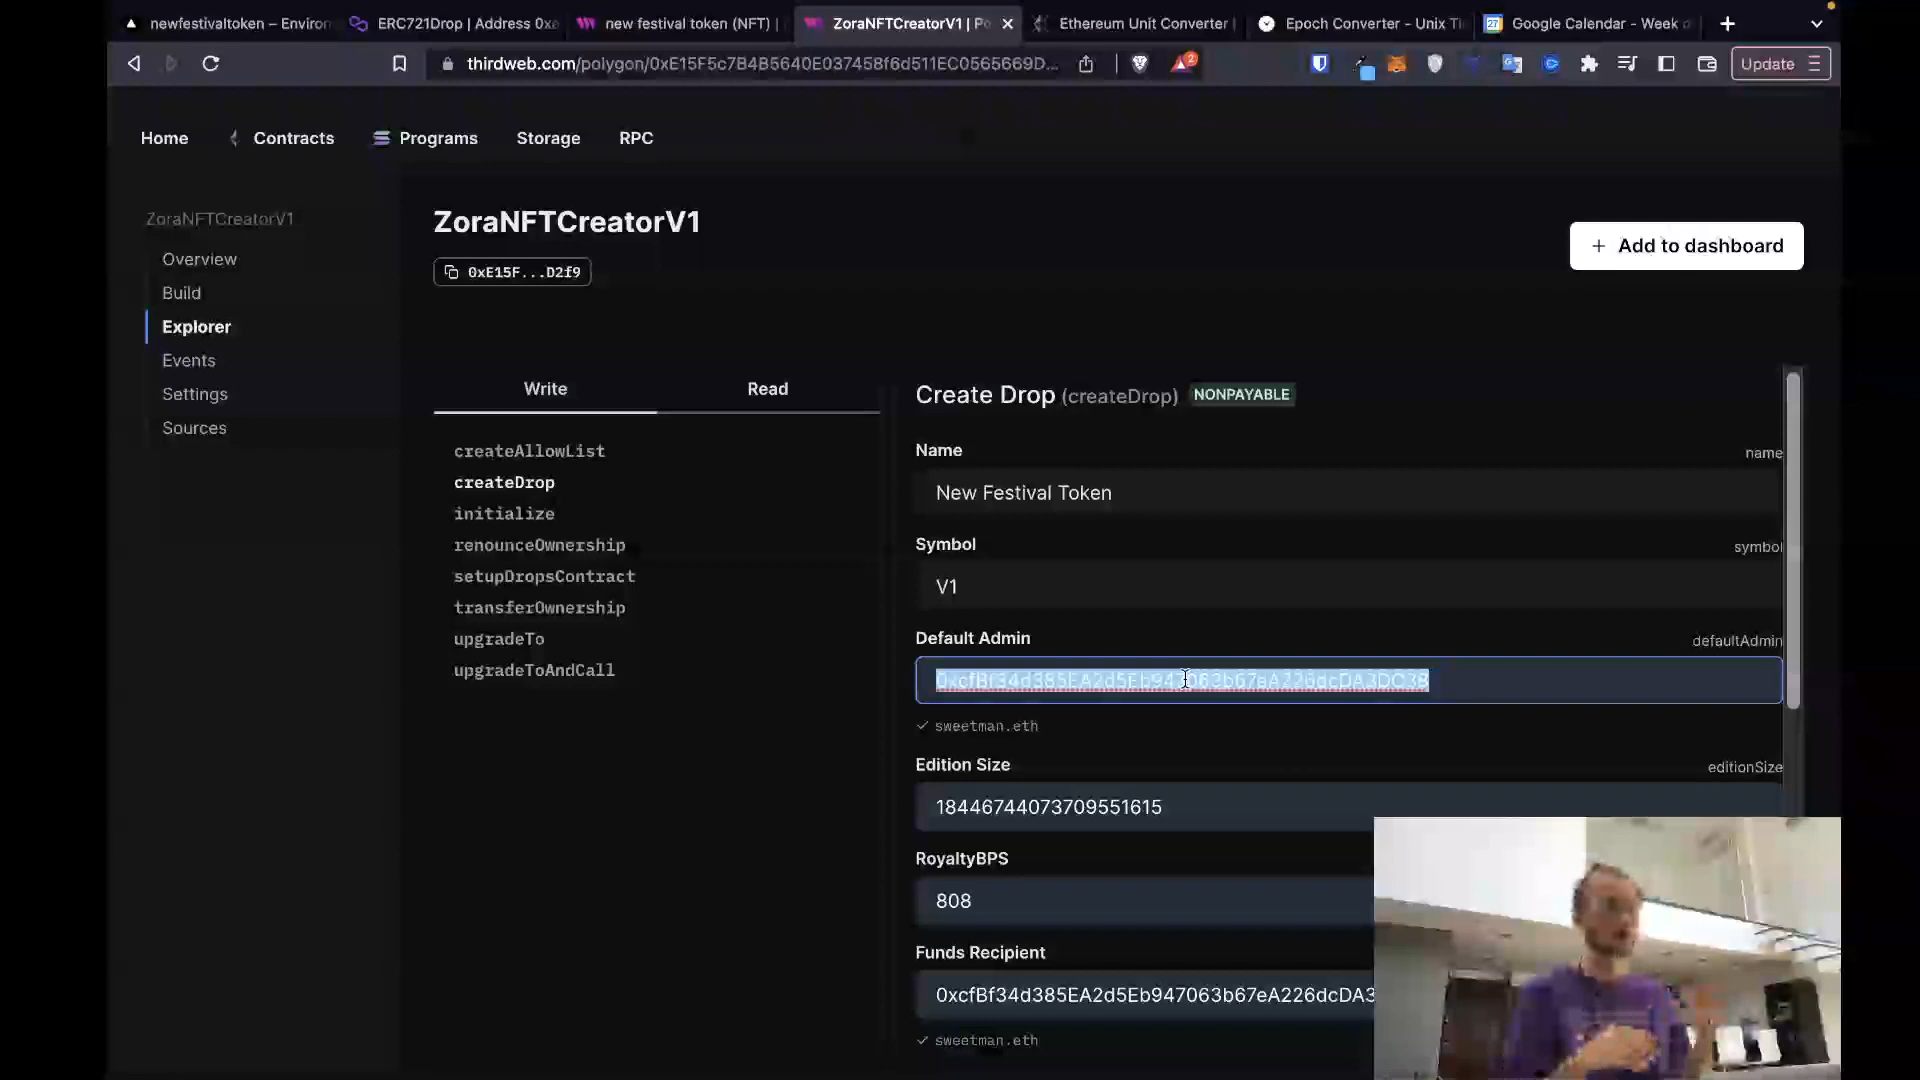 newfestivaltoken – Environ
ERC721Drop | Address 0xa
new festival token (NFT) |
ZoraNFTCreatorV1 | Po
Ethereum Unit Converter |
Epoch Converter - Unix Ti
Google Calendar - Week o
thirdweb.com/polygon/0xE15F5c7B4B5640E037458f6d511EC0565669D...
2
Update
Home
Contracts
Programs
Storage
RPC
ZoraNFTCreatorV1
Overview
Build
Explorer
Events
Settings
Sources
ZoraNFTCreatorV1
0xE15F...D2f9
+ Add to dashboard
Write
Read
createAllowList
createDrop
initialize
renounceOwnership
setupDropsContract
transferOwnership
upgradeTo
upgradeToAndCall
Create Drop (createDrop) NONPAYABLE
Name
name
New Festival Token
Symbol
symbol
V1
Default Admin
defaultAdmin
0xcfBf34d385EA2d5Eb947063b67eA226dcDA3DC38
sweetman.eth
Edition Size
editionSize
18446744073709551615
RoyaltyBPS
808
Funds Recipient
0xcfBf34d385EA2d5Eb947063b67eA226dcDA3
sweetman.eth